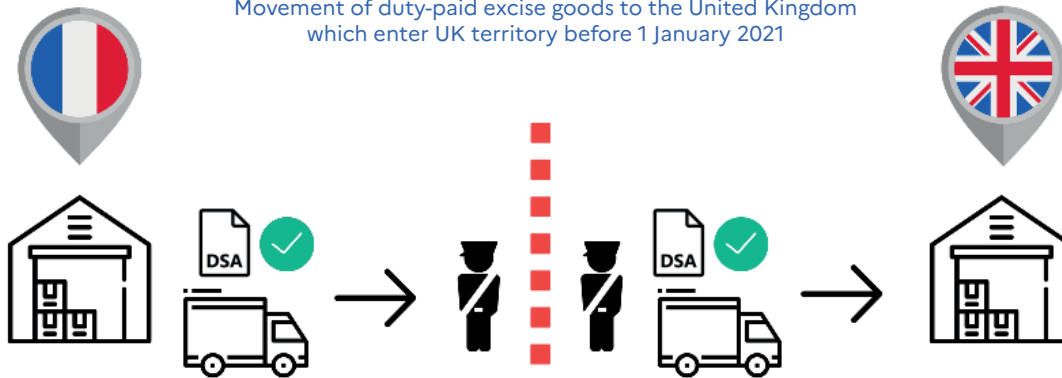 Movement of duty-paid excise goods to the United Kingdom
which enter UK territory before 1 January 2021
DSA
DSA